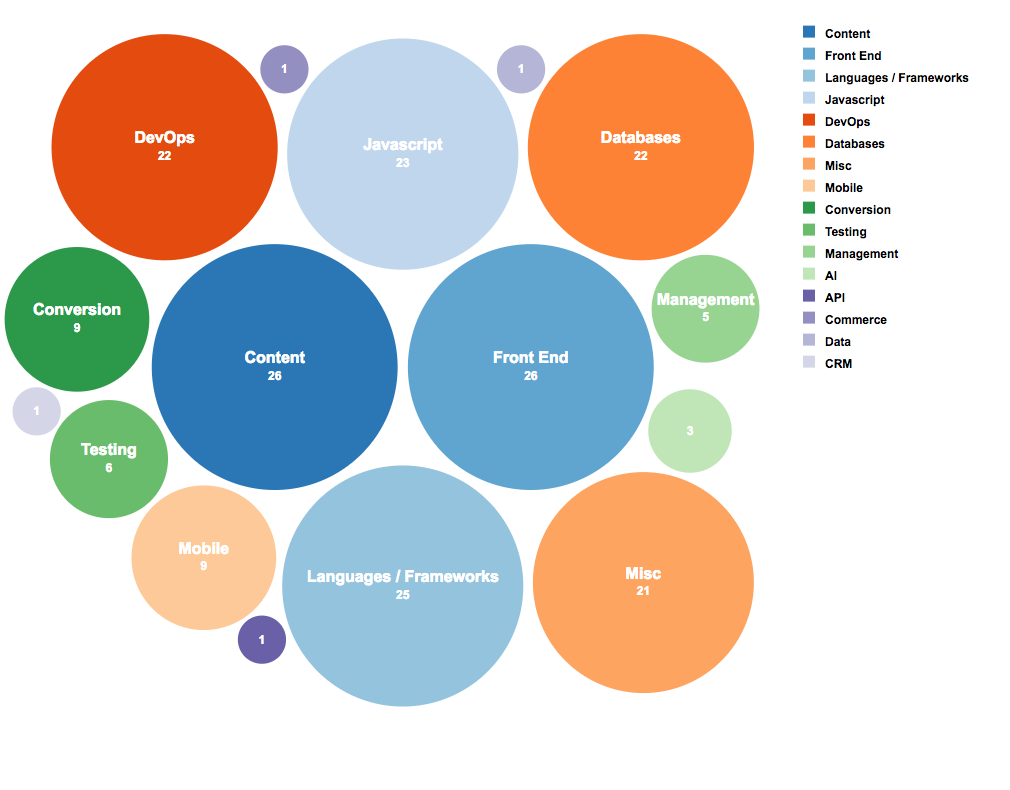 DevOps
22
1
Javascript
23
1
Databases
22
Conversion
9
Content
26
Front End
26
Management
5
1
Testing
6
3
Mobile
9
Languages / Frameworks
25
Misc
21
1
Content
Front End
Languages / Frameworks
Javascript
DevOps
Databases
Misc
Mobile
Conversion
Testing
Management
AI
API
Commerce
Data
CRM